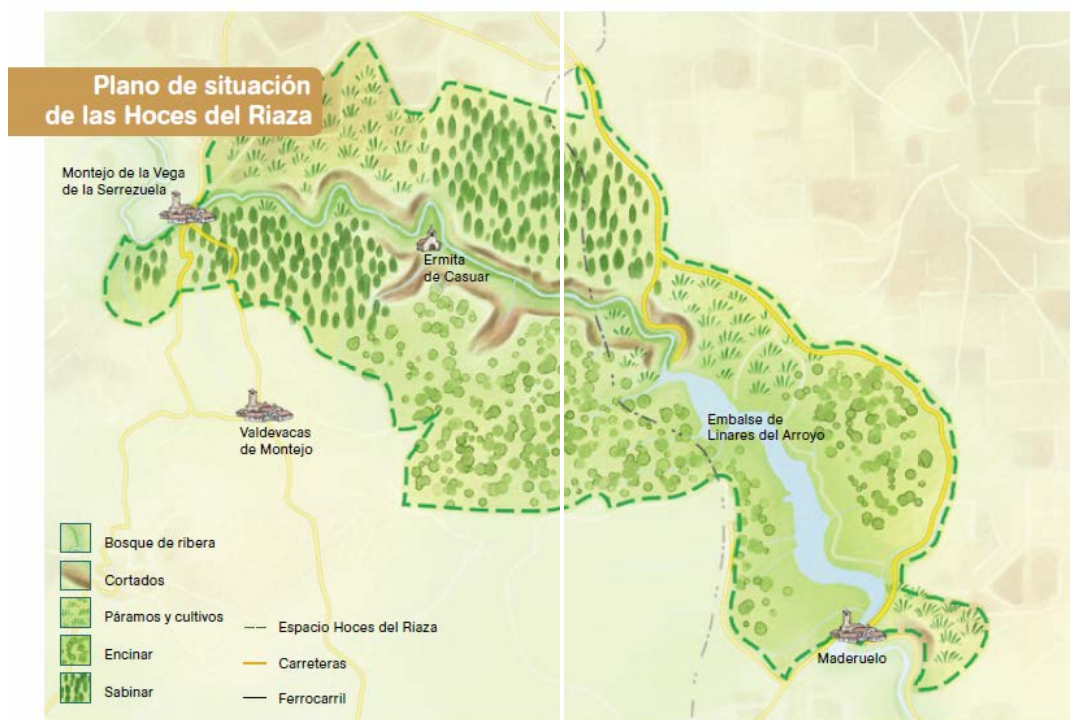 Plano de situación
de las Hoces del Riaza
Montejo de la Vega
de la Serrezuela
Ermita
de Casuar
Valdevacas
de Montejo
Embalse de
Linares del Arroyo
Maderuelo
Bosque de ribera
Cortados
Páramos y cultivos
Encinar
Sabinar
Espacio Hoces del Riaza
Carreteras
Ferrocarril